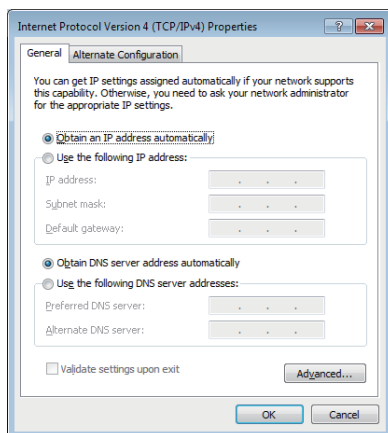 Internet Protocol Version 4 (TCP/IPv4) Properties
General
Alternate Configuration
You can get IP settings assigned automatically if your network supports
this capability. Otherwise, you need to ask your network administrator
for the appropriate IP settings.
Obtain an IP address automatically
Use the following IP address:
IP address:
Subnet mask:
Default gateway:
Obtain DNS server address automatically
Use the following DNS server addresses:
Preferred DNS server:
Alternate DNS server:
Validate settings upon exit
Advanced...
OK
Cancel